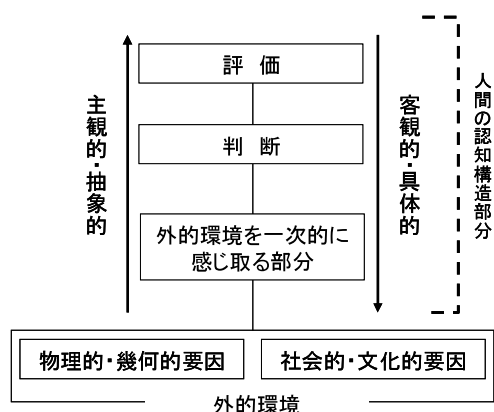 評 価
判 断
外的環境を一次的に
感じ取る部分
主観的・抽象的
客観的・具体的
人間の認知構造部分
物理的・幾何的要因
社会的・文化的要因
外的環境